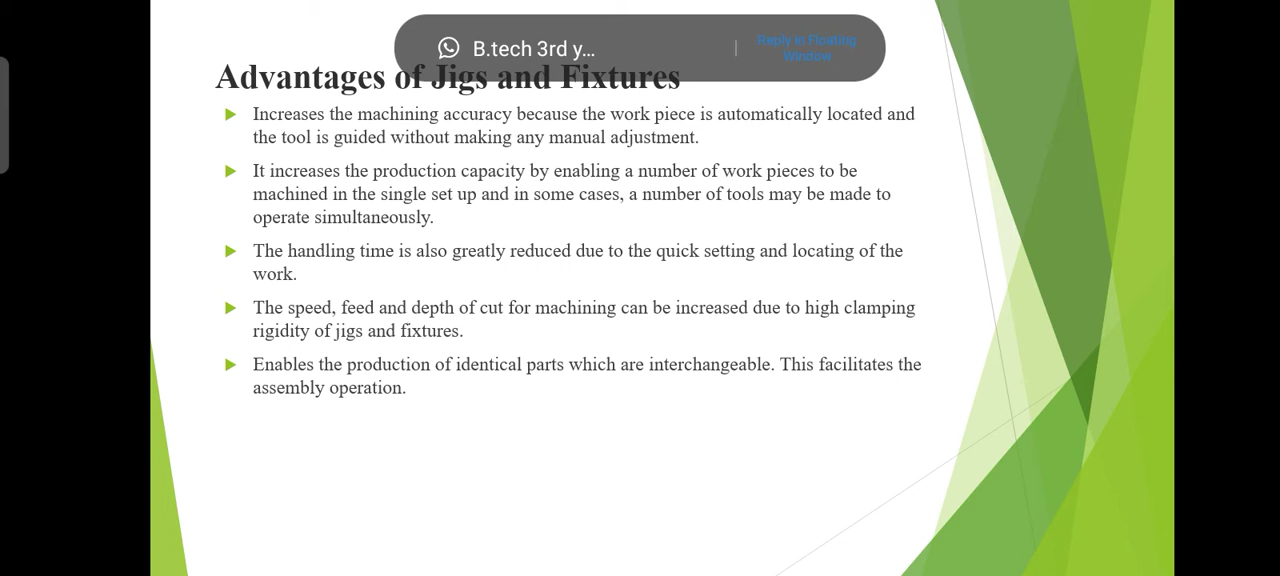 B.tech 3rd y...
Reply in Floating
Window
Advantages of Jigs and Fixtures
Increases the machining accuracy because the work piece is automatically located and
the tool is guided without making any manual adjustment.
It increases the production capacity by enabling a number of work pieces to be
machined in the single set up and in some cases, a number of tools may be made to
operate simultaneously.
The handling time is also greatly reduced due to the quick setting and locating of the
work.
The speed, feed and depth of cut for machining can be increased due to high clamping
rigidity of jigs and fixtures.
Enables the production of identical parts which are interchangeable. This facilitates the
assembly operation.